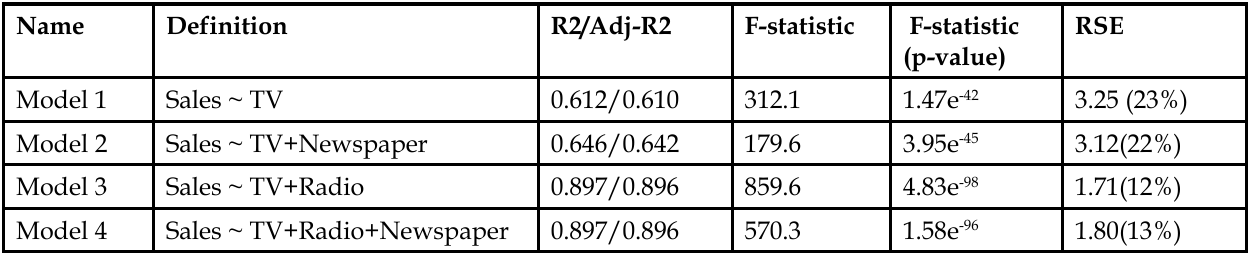 Name Definition R2/Adj-R2 F-statistic F-statistic (p-value) RSE
Model 1 Sales ~ TV 0.612/0.610 312.1 1.47e-42 3.25 (23%)
Model 2 Sales ~ TV+Newspaper 0.646/0.642 179.6 3.95e-45 3.12(22%)
Model 3 Sales ~ TV+Radio 0.897/0.896 859.6 4.83e-98 1.71(12%)
Model 4 Sales ~ TV+Radio+Newspaper 0.897/0.896 570.3 1.58e-96 1.80(13%)